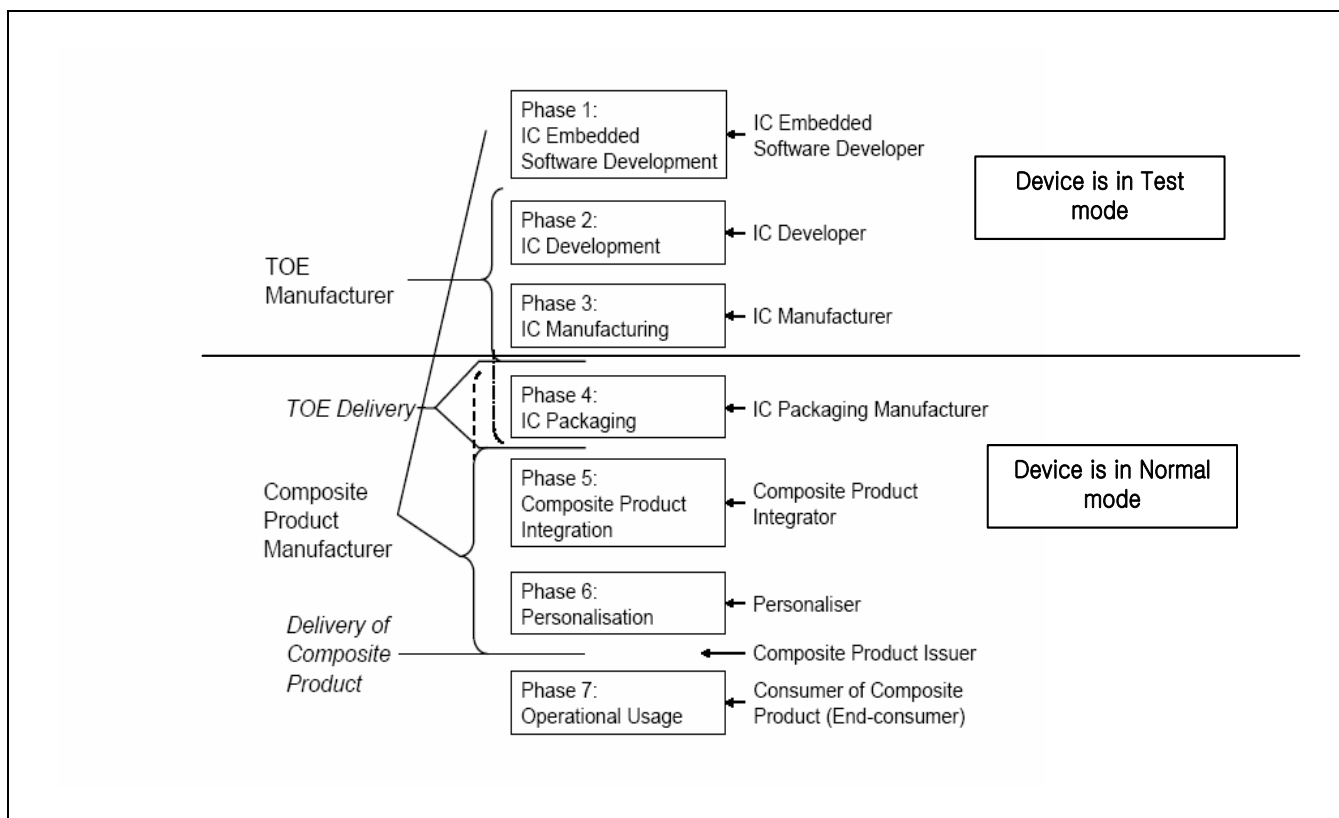 Phase 1:
IC Embedded
Software Development
IC Embedded
Software Developer
Device is in Test
mode
Phase 2:
IC Development
IC Developer
TOE
Manufacturer
Phase 3:
IC Manufacturing
IC Manufacturer
TOE Delivery
Phase 4:
IC Packaging
IC Packaging Manufacturer
Device is in Normal
mode
Composite
Product
Manufacturer
Phase 5:
Composite Product
Integration
Composite Product
Integrator
Phase 6:
Personalisation
Personaliser
Delivery of
Composite
Product
Composite Product Issuer
Phase 7:
Operational Usage
Consumer of Composite
Product (End-consumer)